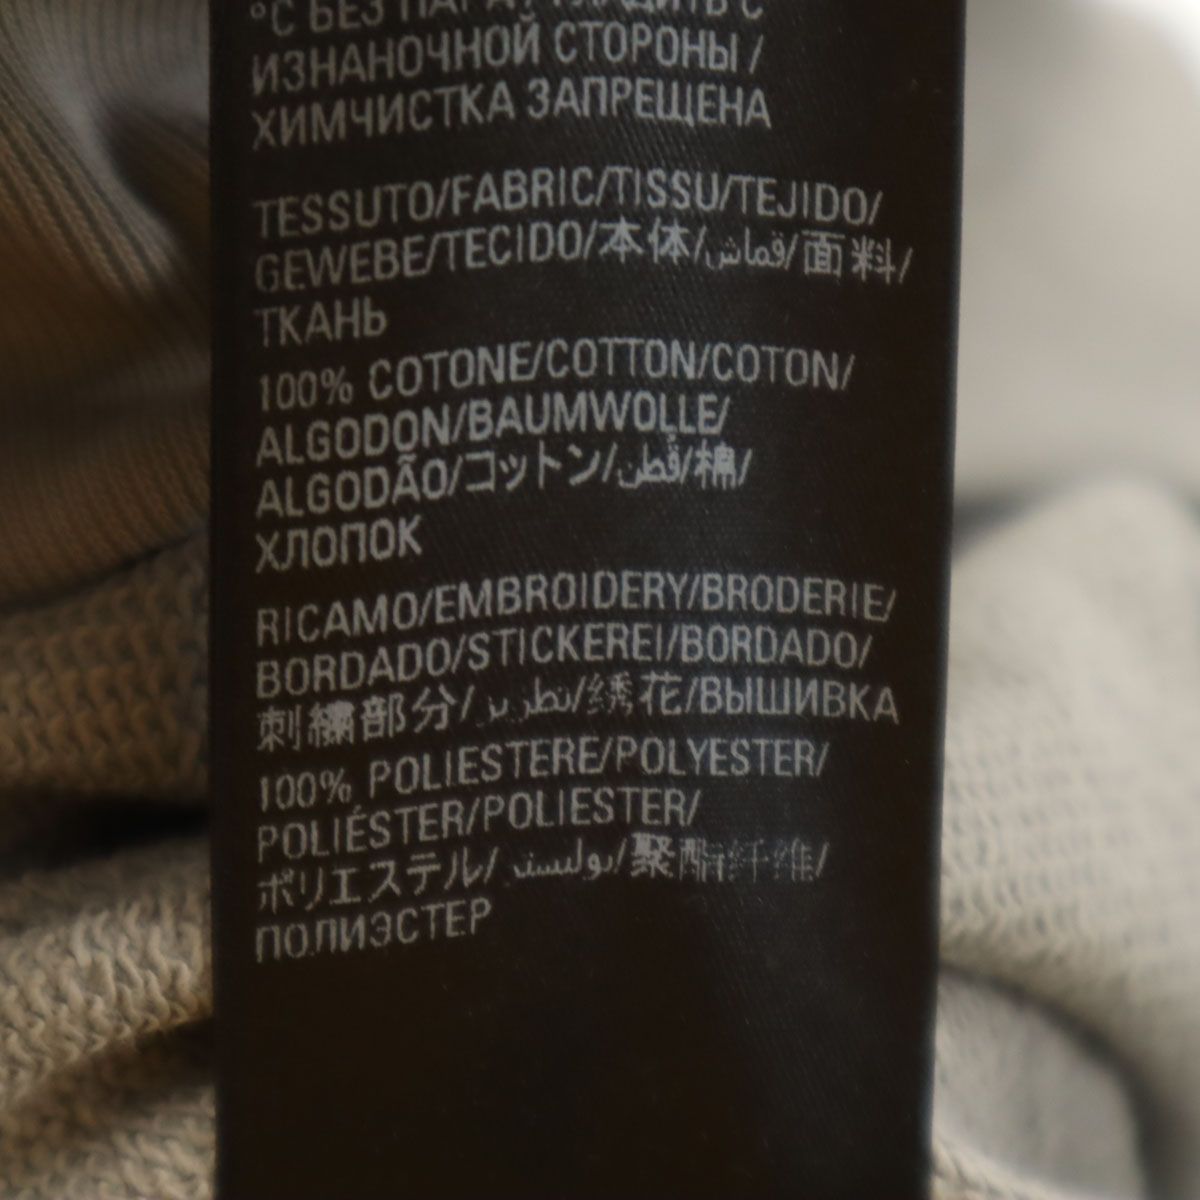 °C БЕЗ ПАРА / ГЛАДИТЬ С
ИЗНАНОЧНОЙ СТОРОНЫ /
ХИМЧИСТКА ЗАПРЕЩЕНА
TESSUTO/FABRIC/TISSU/TEJIDO/
GEWEBE/TECIDO/本体/قماش/面料/
ТКАНЬ
100% COTONE/COTTON/COTON/
ALGODON/BAUMWOLLE/
ALGODÃO/コットン/قطن/棉/
ХЛОПОК
RICAMO/EMBROIDERY/BRODERIE/
BORDADO/STICKEREI/BORDADO/
刺繍部分/تطريز/绣花/ВЫШИВКА
100% POLIESTERE/POLYESTER/
POLIÉSTER/POLIESTER/
ポリエステル/بوليستر/聚酯纤维/
ПОЛИЭСТЕР